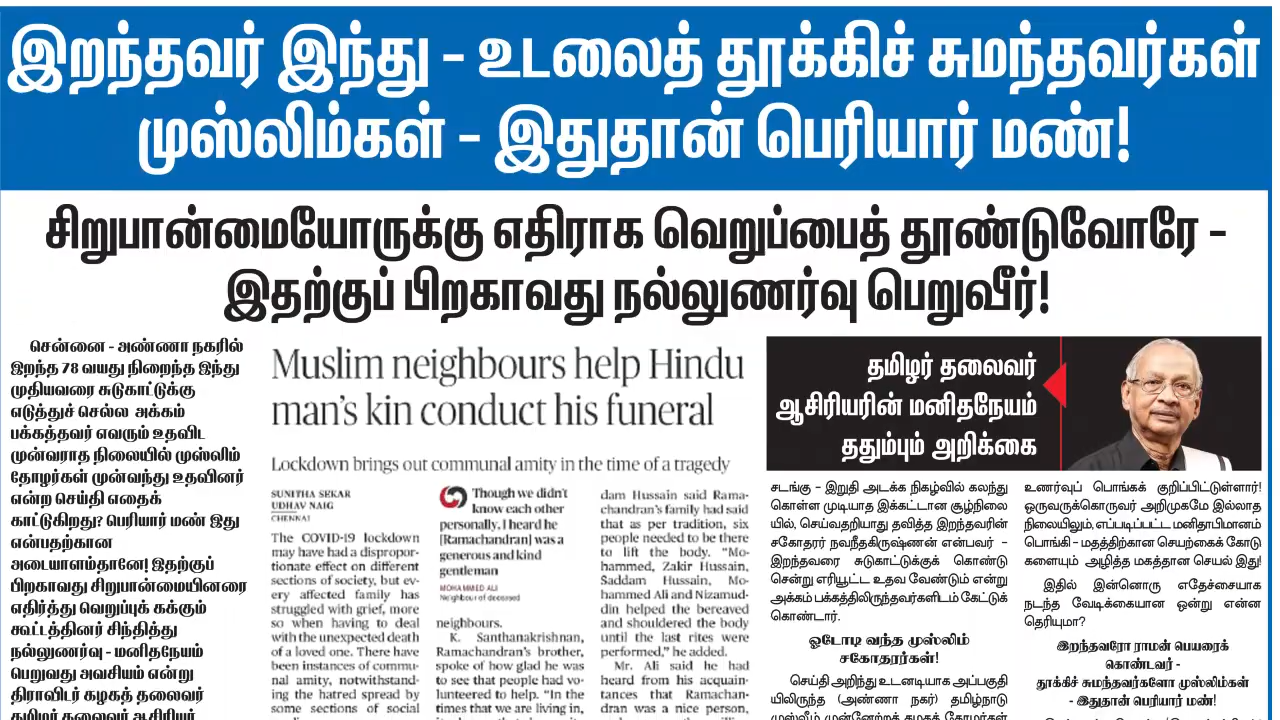 இறந்தவர் இந்து – உடலைத் தூக்கிச் சுமந்தவர்கள்
முஸ்லிம்கள் – இதுதான் பெரியார் மண்!
சிறுபான்மையோருக்கு எதிராக வெறுப்பைத் தூண்டுவோரே –
இதற்குப் பிறகாவது நல்லுணர்வு பெறுவீர்!
சென்னை – அண்ணா நகரில்
இறந்த 78 வயது நிறைந்த இந்து
முதியவரை சுடுகாட்டுக்கு
எடுத்துச் செல்ல அக்கம்
பக்கத்தவர் எவரும் உதவிட
முன்வராத நிலையில் முஸ்லிம்
தோழர்கள் முன்வந்து உதவினர்
என்ற செய்தி எதைக்
காட்டுகிறது? பெரியார் மண் இது
என்பதற்கான
அடையாளம்தானே! இதற்குப்
பிறகாவது சிறுபான்மையினரை
எதிர்த்து வெறுப்புக் கக்கும்
கூட்டத்தினர் சிந்தித்து
நல்லுணர்வு – மனிதநேயம்
பெறுவது அவசியம் என்று
திராவிடர் கழகத் தலைவர்
தமிழர் தலைவர் ஆசிரியர்
Muslim neighbours help Hindu
man's kin conduct his funeral
Lockdown brings out communal amity in the time of a tragedy
SUNITHA SEKAR
UDHAV NAIG
CHENNAI
The COVID-19 lockdown
may have had a dispropor-
tionate effect on different
sections of society, but ev-
ery affected family has
struggled with grief, more
so when having to deal
with the unexpected death
of a loved one. There have
been instances of commu-
nal amity, notwithstand-
ing the hatred spread by
some sections of social
Though we didn't
know each other
personally, I heard he
[Ramachandran] was a
generous and kind
gentleman
MOHAMMED ALI
Neighbour of deceased
neighbours.
K. Santhanakrishnan,
Ramachandran's brother,
spoke of how glad he was
to see that people had vo-
lunteered to help. "In the
times that we are living in,
dam Hussain said Rama-
chandran's family had said
that as per tradition, six
people needed to be there
to lift the body. "Mo-
hammed, Zakir Hussain,
Saddam Hussain, Mo-
hammed Ali and Nizamud-
din helped the bereaved
and shouldered the body
until the last rites were
performed," he added.
Mr. Ali said he had
heard from his acquain-
tances that Ramachan-
dran was a nice person,
தமிழர் தலைவர்
ஆசிரியரின் மனிதநேயம்
ததும்பும் அறிக்கை
சடங்கு – இறுதி அடக்க நிகழ்வில் கலந்து
கொள்ள முடியாத இக்கட்டான சூழ்நிலை
யில், செய்வதறியாது தவித்த இறந்தவரின்
சகோதரர் நவநீதகிருஷ்ணன் என்பவர் –
இறந்தவரை சுடுகாட்டுக்குக் கொண்டு
சென்று எரியூட்ட உதவ வேண்டும் என்று
அக்கம் பக்கத்திலிருந்தவர்களிடம் கேட்டுக்
கொண்டார்.
ஓடோடி வந்த முஸ்லிம்
சகோதரர்கள்!
செய்தி அறிந்து உடனடியாக அப்பகுதி
யிலிருந்த (அண்ணா நகர்) தமிழ்நாடு
முஸ்லீம் முன்னேற்றக் கழகத் தோழர்கள்
உணர்வுப் பொங்கக் குறிப்பிட்டுள்ளார்!
ஒருவருக்கொருவர் அறிமுகமே இல்லாத
நிலையிலும், எப்படிப்பட்ட மனிதாபிமானம்
பொங்கி – மதத்திற்கான செயற்கைக் கோடு
களையும் அழித்த மகத்தான செயல் இது!
இதில் இன்னொரு எதேச்சையாக
நடந்த வேடிக்கையான ஒன்று என்ன
தெரியுமா?
இறந்தவரோ ராமன் பெயரைக்
கொண்டவர் –
தூக்கிச் சுமந்தவர்களோ முஸ்லிம்கள்
– இதுதான் பெரியார் மண்!